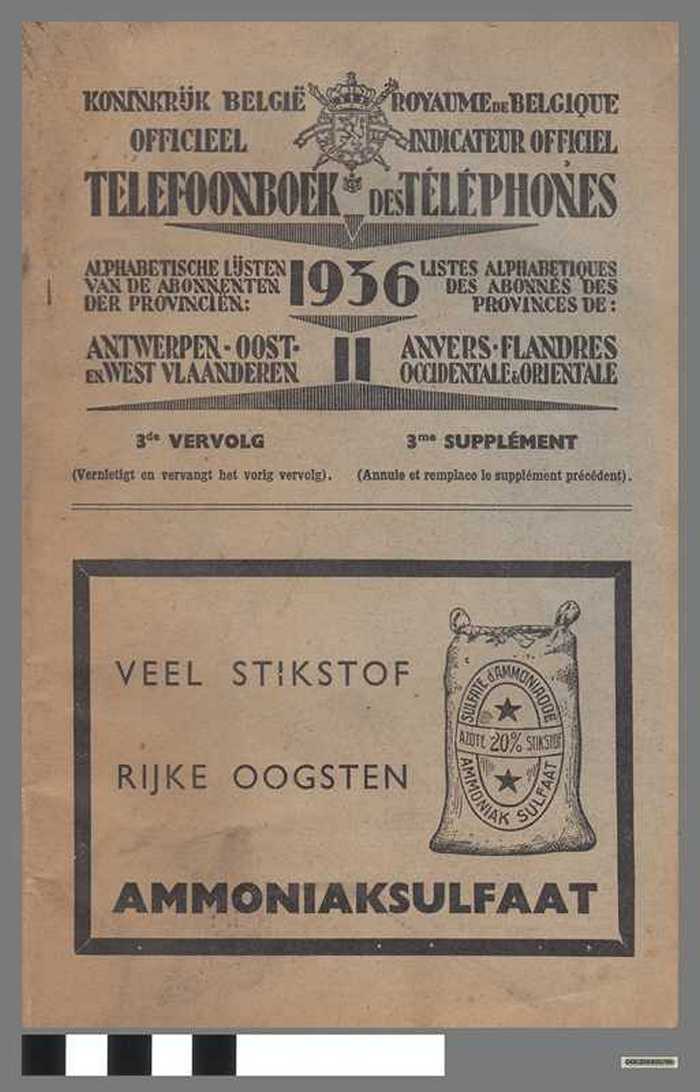 KONINKRIJK BELGIË ROYAUME DE BELGIQUE
OFFICIEEL INDICATEUR OFFICIEL
TELEFOONBOEK DES TÉLÉPHONES
ALPHABETISCHE LIJSTEN
VAN DE ABONNENTEN
DER PROVINCIËN:
1936
LISTES ALPHABETIQUES
DES ABONNÉS DES
PROVINCES DE:
ANTWERPEN-OOST-
EN WEST VLAANDEREN
II
ANVERS-FLANDRES
OCCIDENTALE & ORIENTALE
3de VERVOLG
(Vernietigt en vervangt het vorig vervolg).
3me SUPPLÉMENT
(Annule et remplace le supplément précédent).
VEEL STIKSTOF
RIJKE OOGSTEN
SULFATE d'AMMONIAQUE
AZOTE 20% STIKSTOF
AMMONIAK SULFAAT
AMMONIAKSULFAAT